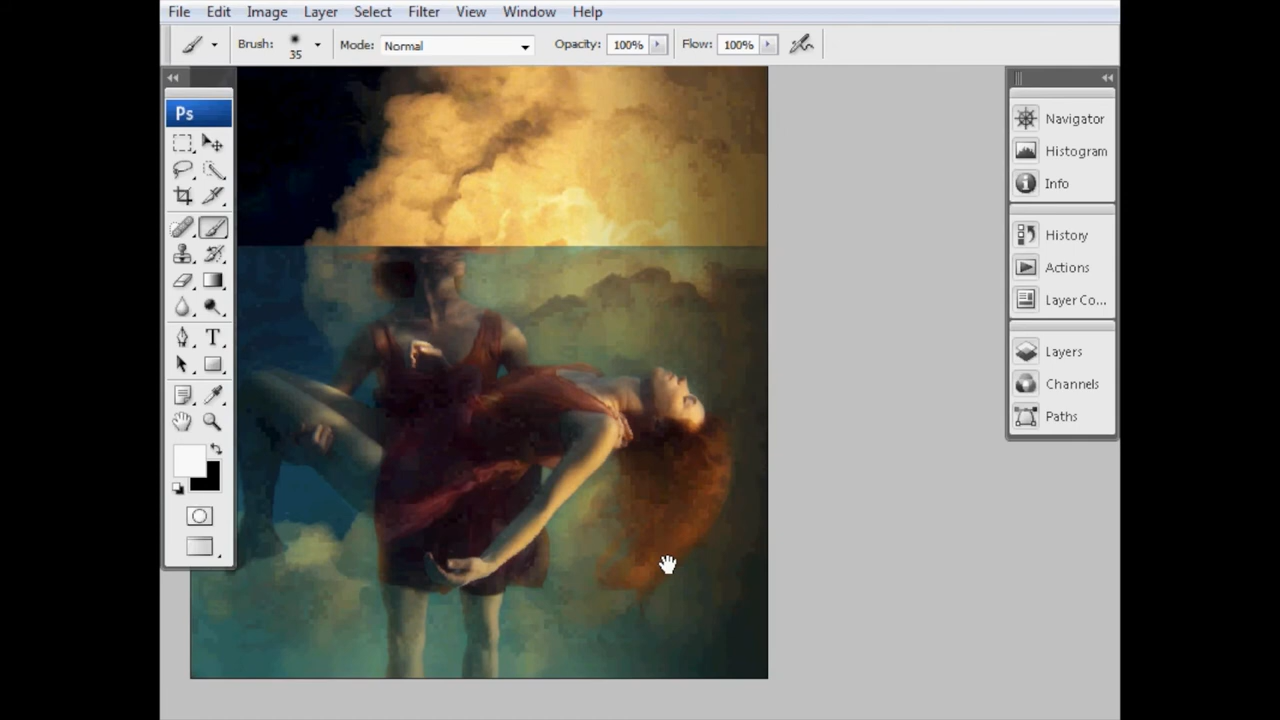 File Edit Image Layer Select Filter View Window Help
Brush: 35 Mode: Normal Opacity: 100% Flow: 100%
Ps
T
Navigator
Histogram
Info
History
Actions
Layer Co...
Layers
Channels
Paths